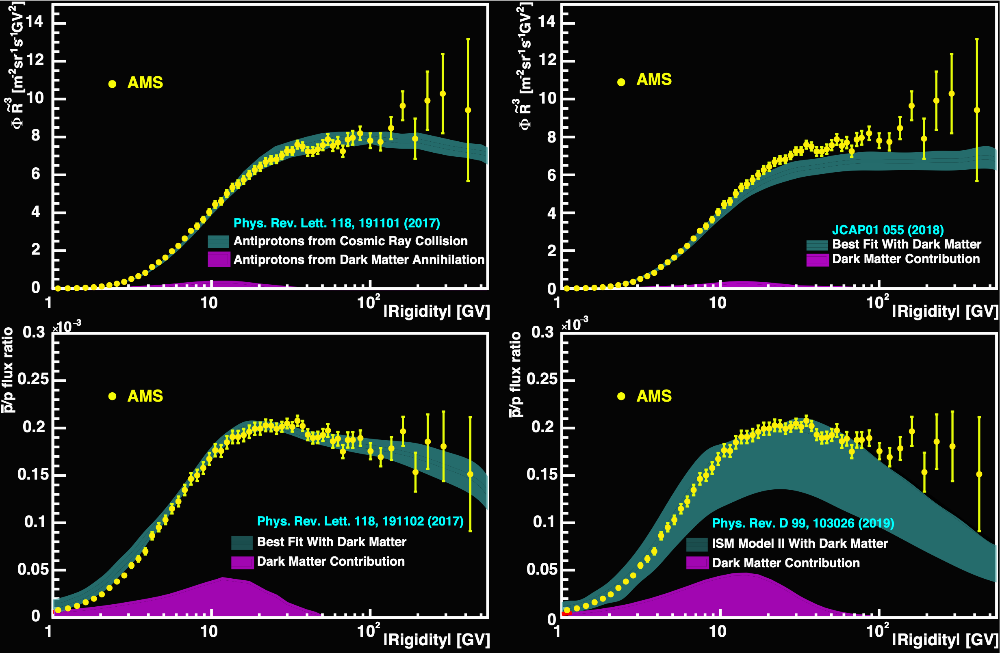 Φ R̃³ [m⁻²sr⁻¹s⁻¹GV²]
14
12
10
8
6
4
2
0
AMS
Phys. Rev. Lett. 118, 191101 (2017)
Antiprotons from Cosmic Ray Collision
Antiprotons from Dark Matter Annihilation
1 10 10²
|Rigidity| [GV]
Φ R̃³ [m⁻²sr⁻¹s⁻¹GV²]
14
12
10
8
6
4
2
0
AMS
JCAP01 055 (2018)
Best Fit With Dark Matter
Dark Matter Contribution
1 10 10²
|Rigidity| [GV]
p̅/p flux ratio
×10⁻³
0.3
0.25
0.2
0.15
0.1
0.05
0
AMS
Phys. Rev. Lett. 118, 191102 (2017)
Best Fit With Dark Matter
Dark Matter Contribution
1 10 10²
|Rigidity| [GV]
p̅/p flux ratio
×10⁻³
0.3
0.25
0.2
0.15
0.1
0.05
0
AMS
Phys. Rev. D 99, 103026 (2019)
ISM Model II With Dark Matter
Dark Matter Contribution
1 10 10²
|Rigidity| [GV]